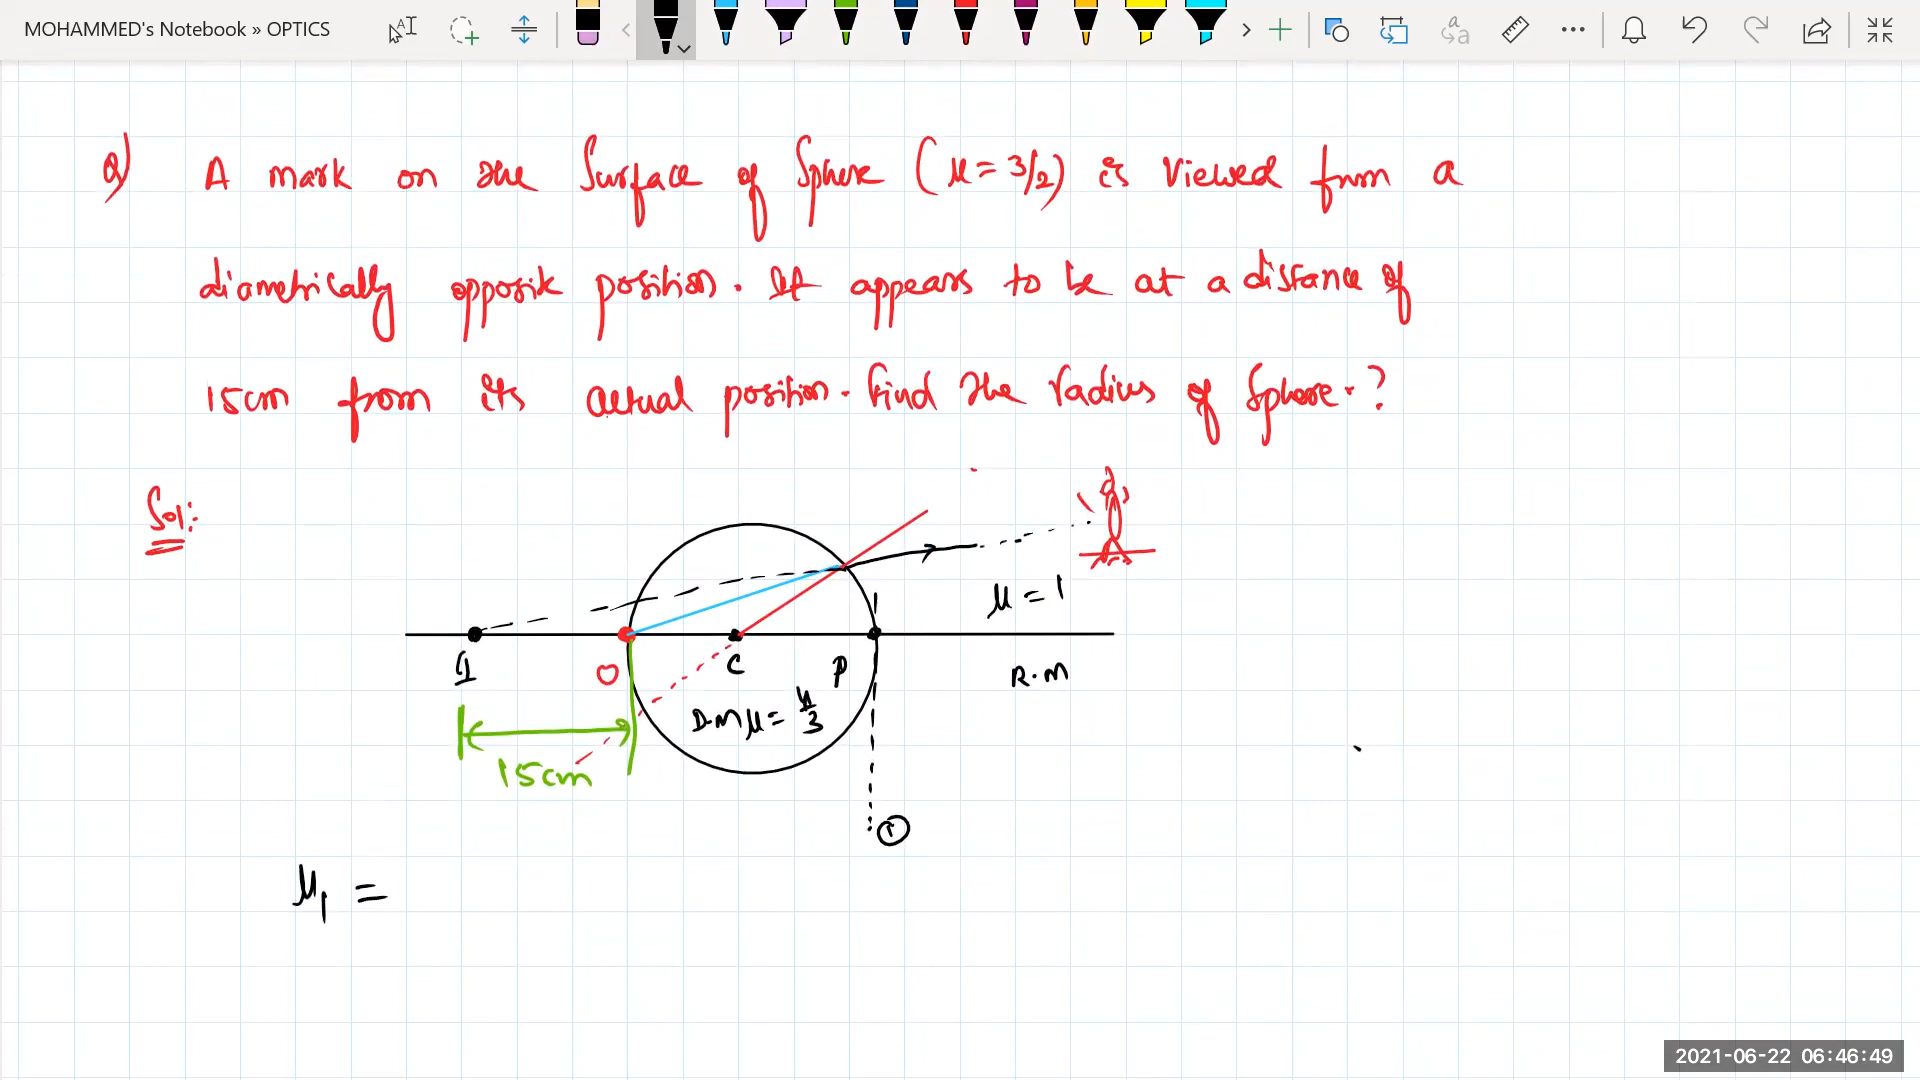 MOHAMMED's Notebook » OPTICS
Q) A mark on the Surface of Sphere (μ = 3/2) is viewed from a
diametrically opposite position. It appears to be at a distance of
15cm from its actual position. Find the radius of Sphere.?
Sol:
μ = 1
I O C P R.M
D.M μ = 4/3
15cm
1
μ₁ =
2021-06-22 06:46:49